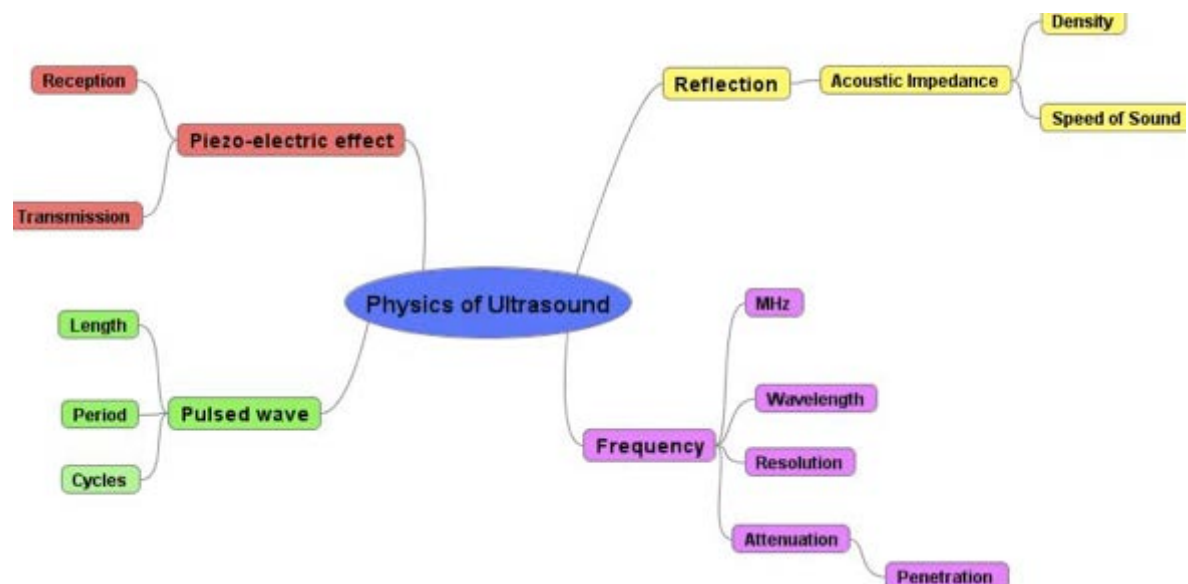 Density
Reception
Reflection
Acoustic Impedance
Speed of Sound
Piezo-electric effect
Transmission
Physics of Ultrasound
MHz
Length
Wavelength
Period
Pulsed wave
Frequency
Resolution
Cycles
Attenuation
Penetration